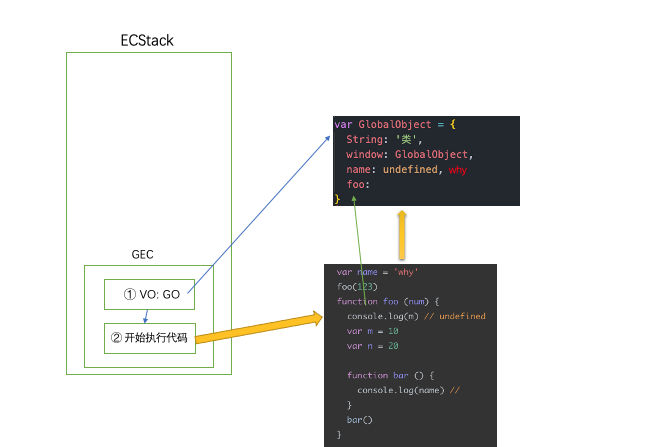 ECStack
GEC
① VO: GO
② 开始执行代码
var GlobalObject = {
String: '类',
window: GlobalObject,
name: undefined, why
foo:
}
var name = 'why'
foo(123)
function foo (num) {
console.log(m) // undefined
var m = 10
var n = 20
function bar () {
console.log(name) //
}
bar()
}